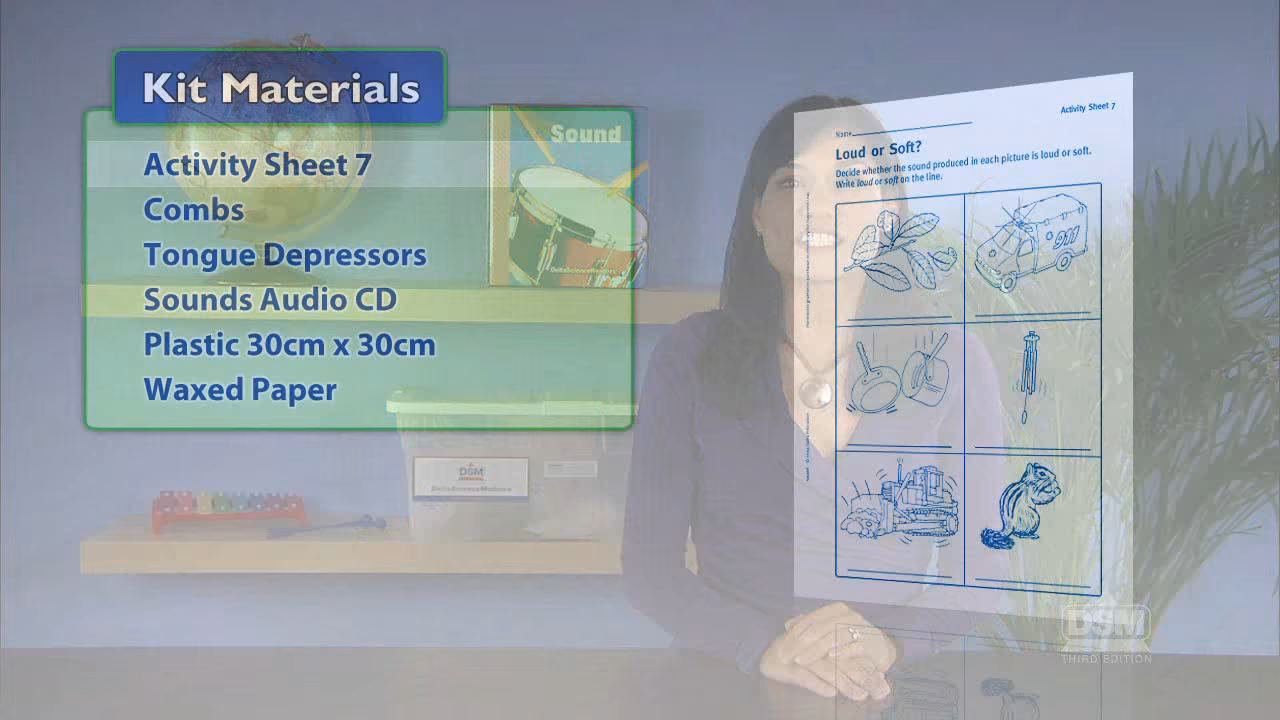 Kit Materials
Activity Sheet 7
Combs
Tongue Depressors
Sounds Audio CD
Plastic 30cm x 30cm
Waxed Paper
Sound
DeltaScienceReaders
DSM
DeltaScienceModules
Activity Sheet 7
Name
Loud or Soft?
Decide whether the sound produced in each picture is loud or soft.
Write loud or soft on the line.
911
DSM
THIRD EDITION